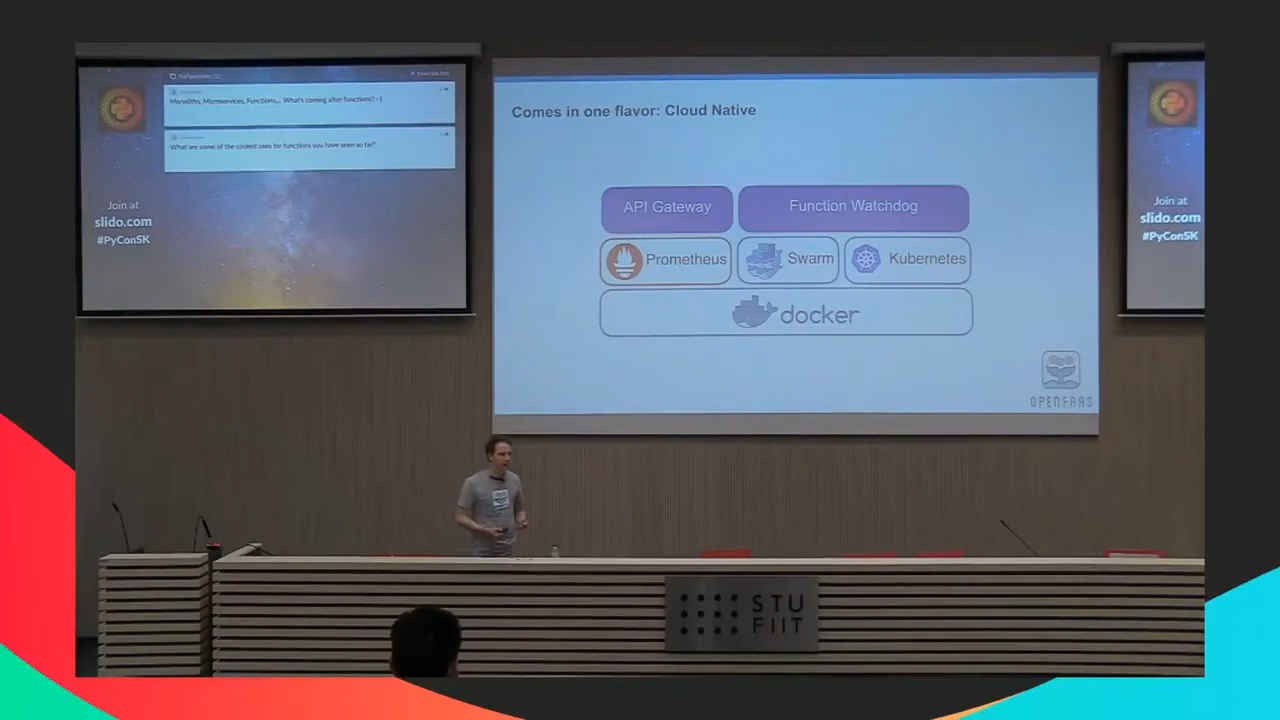 Monoliths, Microservices, Functions,... What's coming after functions? ;-)
What are some of the coolest uses for functions you have seen so far?
Join at
slido.com
#PyConSK
Comes in one flavor: Cloud Native
API Gateway
Function Watchdog
Prometheus
Swarm
Kubernetes
docker
OPENFAAS
Join at
slido.com
#PyConSK
STU
FIIT